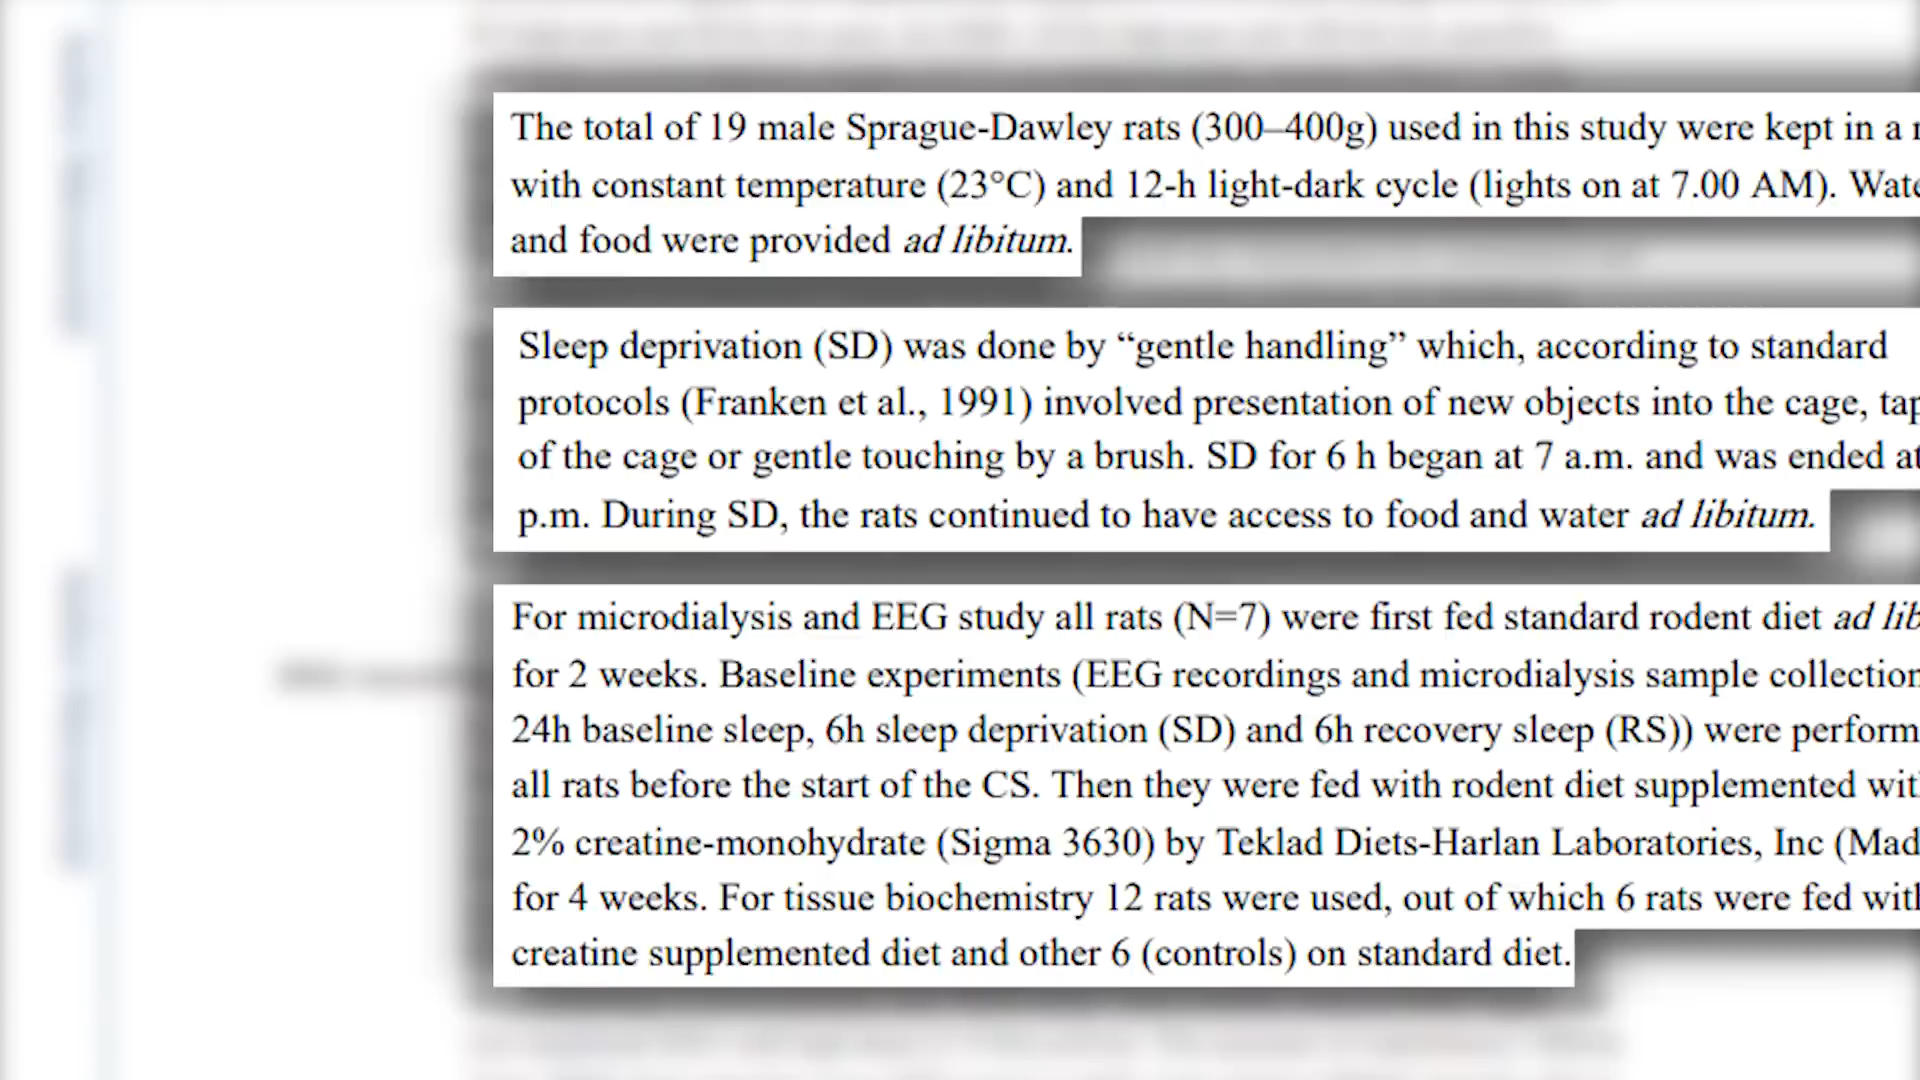 The total of 19 male Sprague-Dawley rats (300–400g) used in this study were kept in a
with constant temperature (23°C) and 12-h light-dark cycle (lights on at 7.00 AM).
and food were provided ad libitum.
Sleep deprivation (SD) was done by “gentle handling” which, according to standard
protocols (Franken et al., 1991) involved presentation of new objects into the cage,
of the cage or gentle touching by a brush. SD for 6 h began at 7 a.m. and was ended at
p.m. During SD, the rats continued to have access to food and water ad libitum.
For microdialysis and EEG study all rats (N=7) were first fed standard rodent diet ad
for 2 weeks. Baseline experiments (EEG recordings and microdialysis sample collection
24h baseline sleep, 6h sleep deprivation (SD) and 6h recovery sleep (RS)) were
all rats before the start of the CS. Then they were fed with rodent diet supplemented
2% creatine-monohydrate (Sigma 3630) by Teklad Diets-Harlan Laboratories, Inc
for 4 weeks. For tissue biochemistry 12 rats were used, out of which 6 rats were fed
creatine supplemented diet and other 6 (controls) on standard diet.